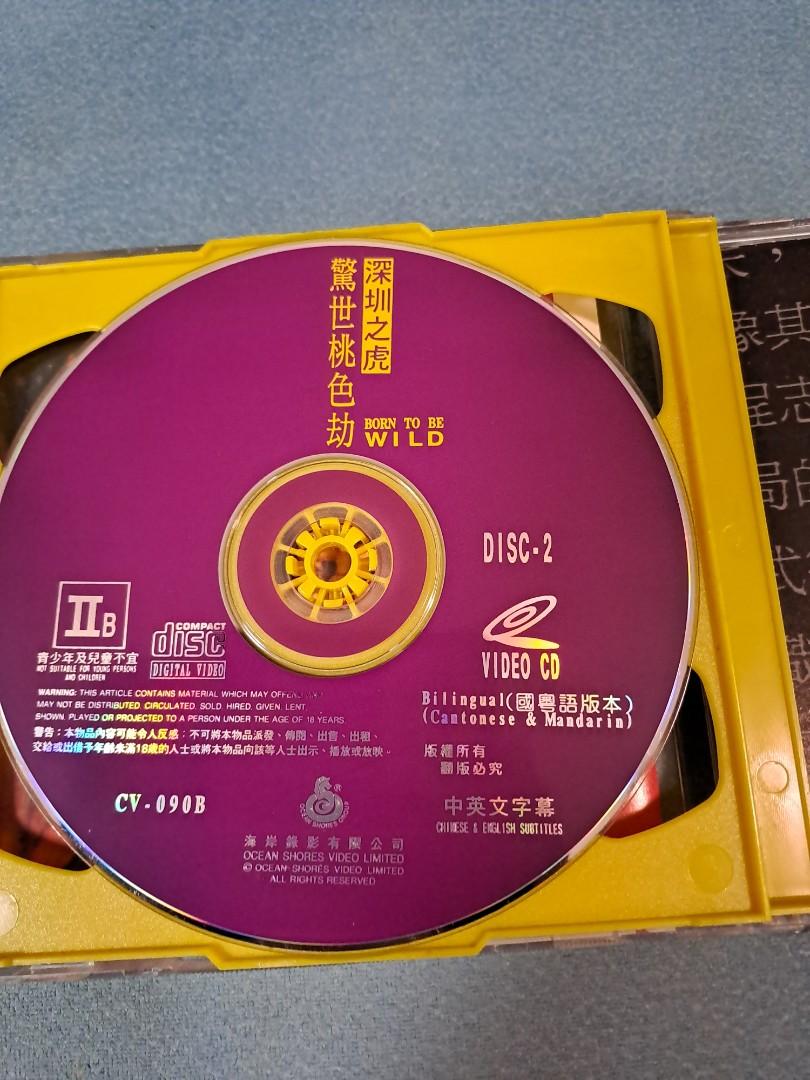 深圳之虎
驚世桃色劫
BORN TO BE
WILD
DISC-2
IIB
青少年及兒童不宜
NOT SUITABLE FOR YOUNG PERSONS
AND CHILDREN
COMPACT
disc
DIGITAL VIDEO
VIDEO CD
WARNING: THIS ARTICLE CONTAINS MATERIAL WHICH MAY OFFEND AND
MAY NOT BE DISTRIBUTED. CIRCULATED. SOLD. HIRED. GIVEN. LENT.
SHOWN. PLAYED OR PROJECTED TO A PERSON UNDER THE AGE OF 18 YEARS.
警告：本物品內容可能令人反感；不可將本物品派發、傳閱、出售、出租、
交給或出借予年齡未滿18歲的人士或將本物品向該等人士出示、播放或放映。
Bilingual(國粵語版本)
(Cantonese & Mandarin)
版權所有
翻版必究
CV-090B
中英文字幕
CHINESE & ENGLISH SUBTITLES
OCEAN SHORES GROUP
海岸錄影有限公司
OCEAN SHORES VIDEO LIMITED
© OCEAN SHORES VIDEO LIMITED
ALL RIGHTS RESERVED
其
志
局的
式